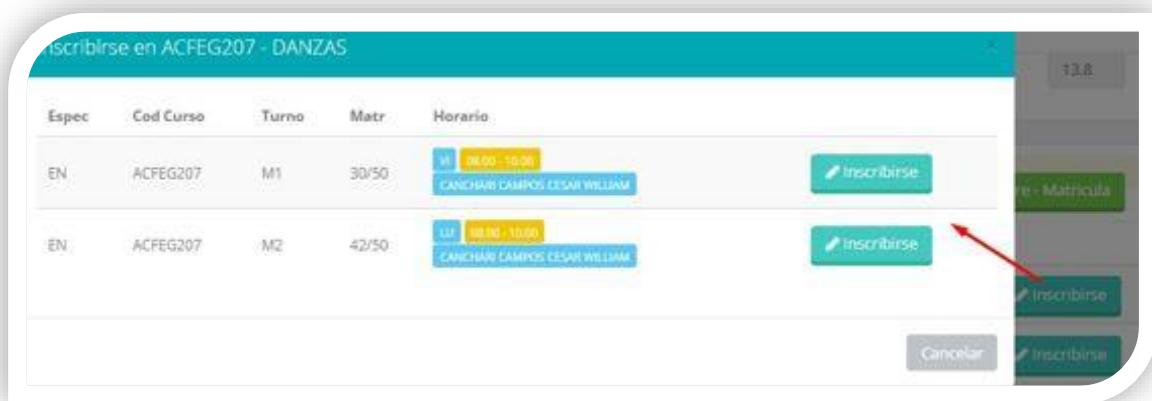 nscribirse en ACFEG207 - DANZAS
×
13.8
Espec Cod Curso Turno Matr Horario
EN ACFEG207 M1 30/50 VI 08:00 - 10:00 Inscribirse
CANCHARI CAMPOS CESAR WILLIAM
re - Matricula
EN ACFEG207 M2 42/50 LU 08:00 - 10:00 Inscribirse
CANCHARI CAMPOS CESAR WILLIAM
Inscribirse
Cancelar Inscribirse